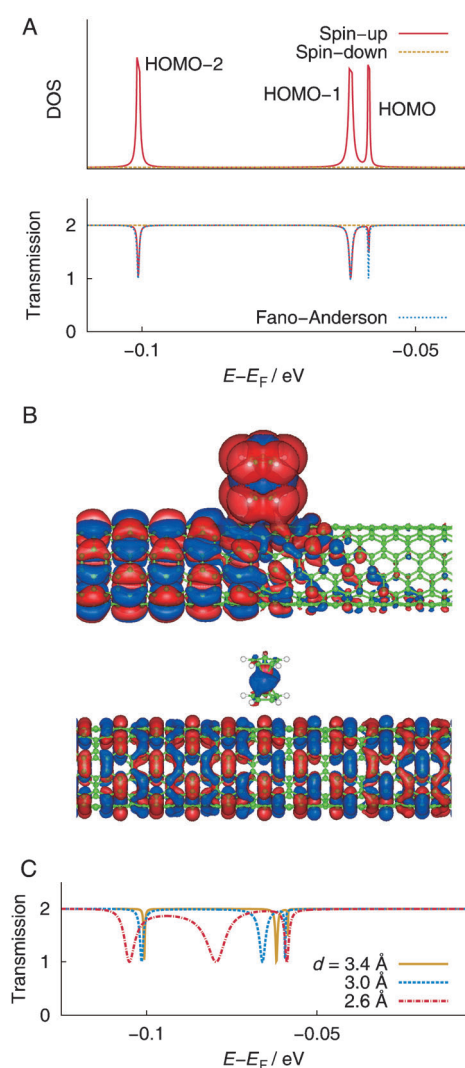 A
Spin-up
Spin-down
HOMO-2
HOMO-1
HOMO
DOS
2
1
0
Transmission
Fano-Anderson
-0.1
-0.05
E-E_F / eV
B
C
2
1
0
Transmission
d = 3.4 Å
3.0 Å
2.6 Å
-0.1
-0.05
E-E_F / eV